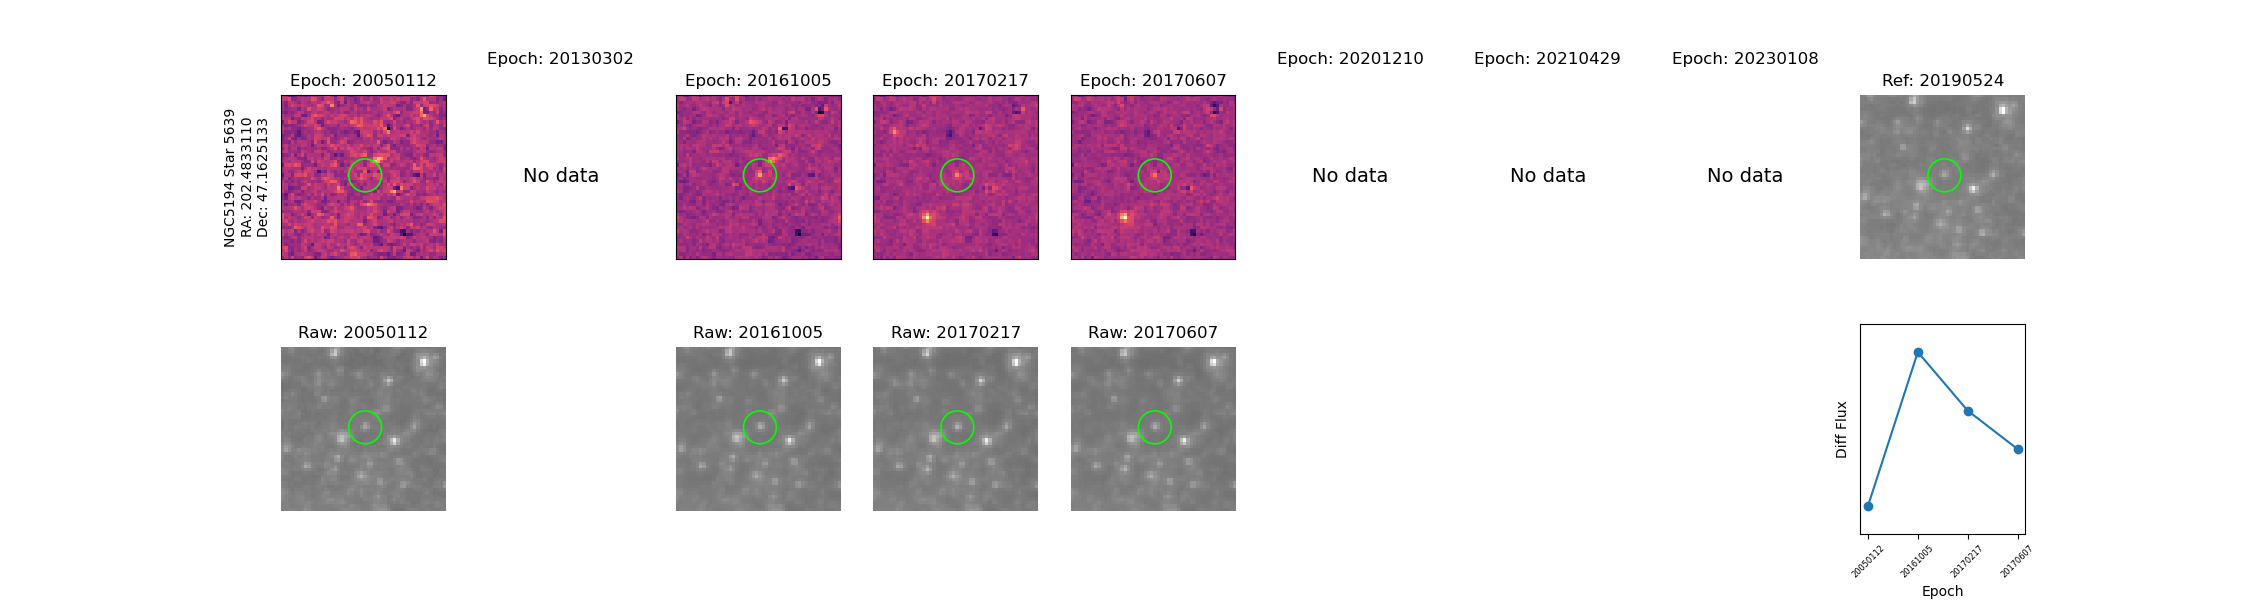 Epoch: 20130302
Epoch: 20201210
Epoch: 20210429
Epoch: 20230108
Epoch: 20050112
Epoch: 20161005
Epoch: 20170217
Epoch: 20170607
Ref: 20190524
NGC5194 Star 5639
RA: 202.4833110
Dec: 47.1625133
No data
No data
No data
No data
Raw: 20050112
Raw: 20161005
Raw: 20170217
Raw: 20170607
Diff Flux
20050112
20161005
20170217
20170607
Epoch